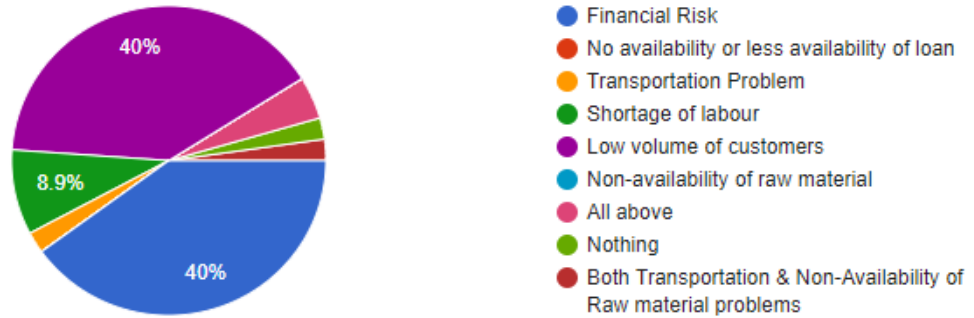 40%
8.9%
40%
Financial Risk
No availability or less availability of loan
Transportation Problem
Shortage of labour
Low volume of customers
Non-availability of raw material
All above
Nothing
Both Transportation & Non-Availability of
Raw material problems